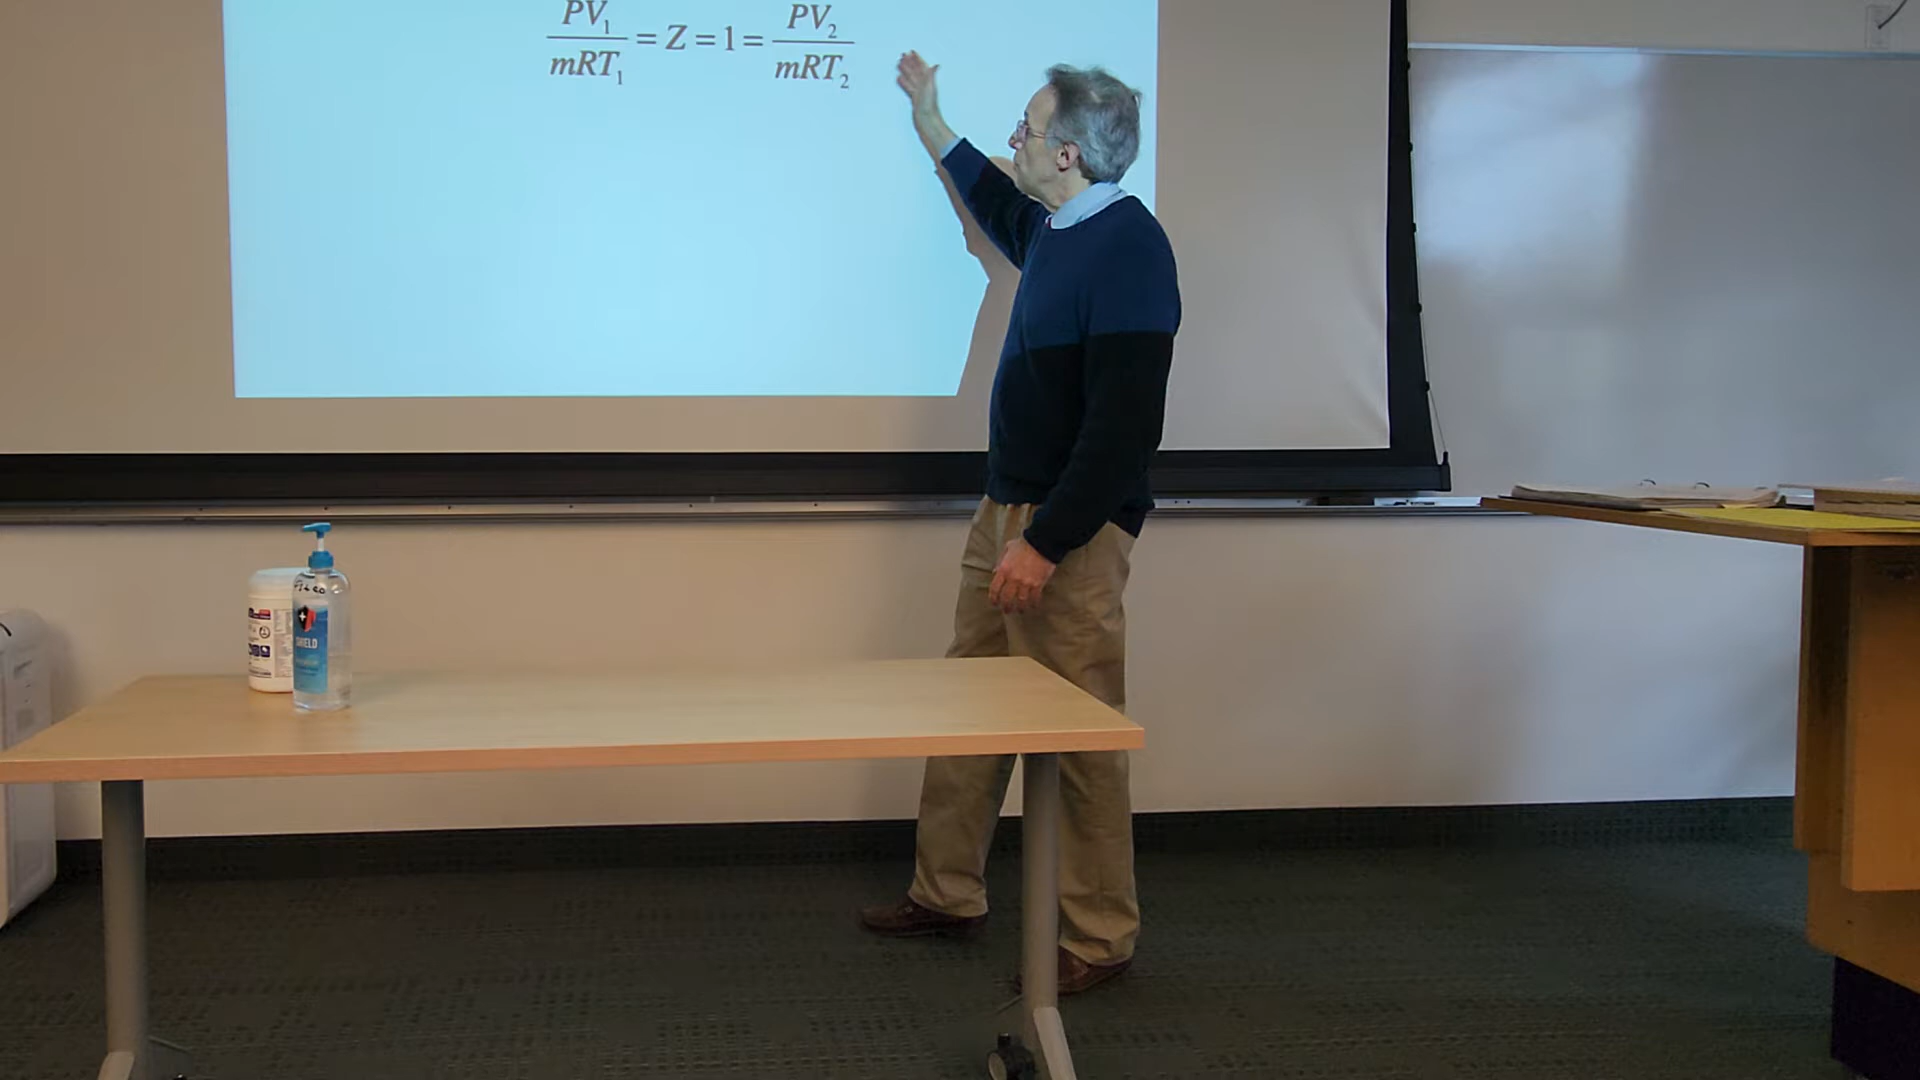 PV₁/mRT₁ = Z = 1 = PV₂/mRT₂
SHIELD